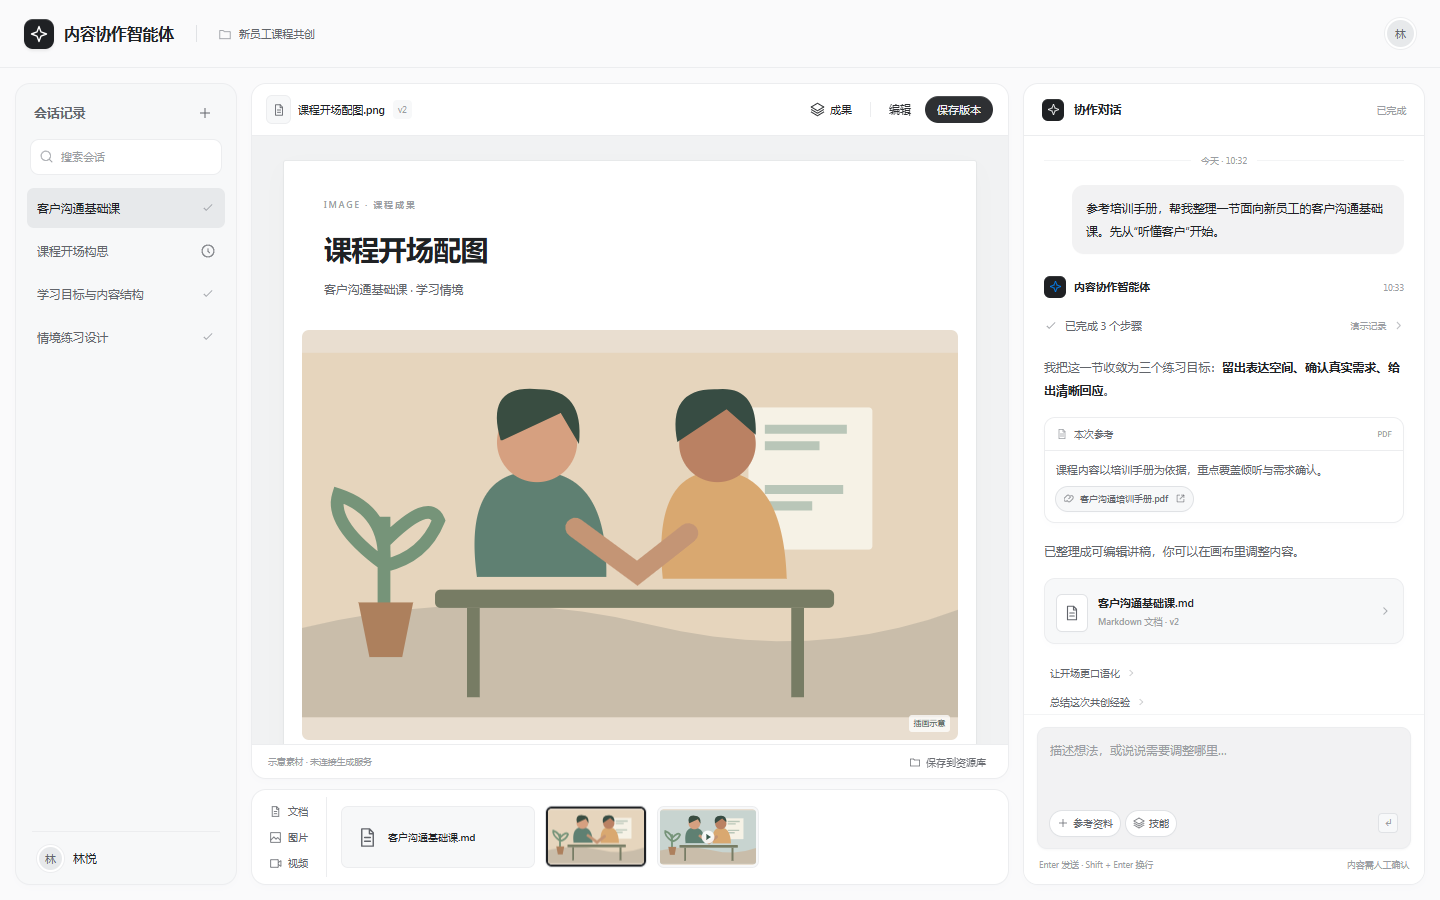 内容协作智能体
新员工课程共创
林
会话记录
搜索会话
客户沟通基础课
课程开场构思
学习目标与内容结构
情境练习设计
林 林悦
课程开场配图.png v2
成果
编辑
保存版本
IMAGE · 课程成果
课程开场配图
客户沟通基础课 · 学习情境
插画示意
示意素材 · 未连接生成服务
保存到资源库
文档
图片
视频
客户沟通基础课.md
协作对话
已完成
今天 · 10:32
参考培训手册，帮我整理一节面向新员工的客户沟通基础
课。先从“听懂客户”开始。
内容协作智能体
10:33
已完成 3 个步骤
演示记录
我把这一节收敛为三个练习目标：留出表达空间、确认真实需求、给
出清晰回应。
本次参考
PDF
课程内容以培训手册为依据，重点覆盖倾听与需求确认。
客户沟通培训手册.pdf
已整理成可编辑讲稿，你可以在画布里调整内容。
客户沟通基础课.md
Markdown 文档 · v2
让开场更口语化
总结这次共创经验
描述想法，或说说需要调整哪里...
参考资料
技能
Enter 发送 · Shift + Enter 换行
内容需人工确认